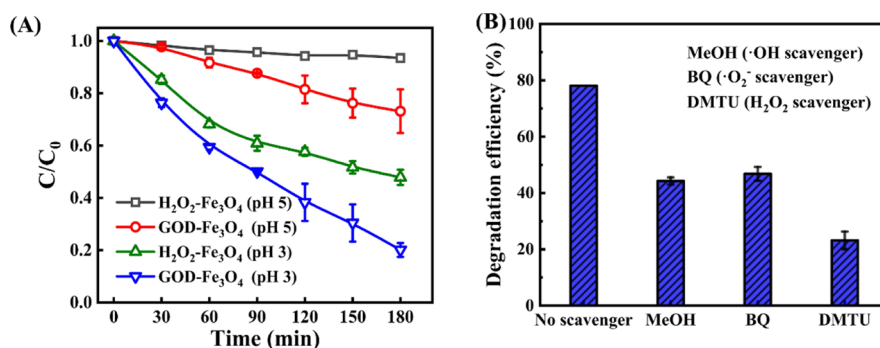 (A)
1.0
0.8
0.6
0.4
0.2
0.0
C/C₀
H₂O₂-Fe₃O₄ (pH 5)
GOD-Fe₃O₄ (pH 5)
H₂O₂-Fe₃O₄ (pH 3)
GOD-Fe₃O₄ (pH 3)
0 30 60 90 120 150 180
Time (min)
(B)
100
80
60
40
20
0
Degradation efficiency (%)
MeOH (·OH scavenger)
BQ (·O₂⁻ scavenger)
DMTU (H₂O₂ scavenger)
No scavenger MeOH BQ DMTU